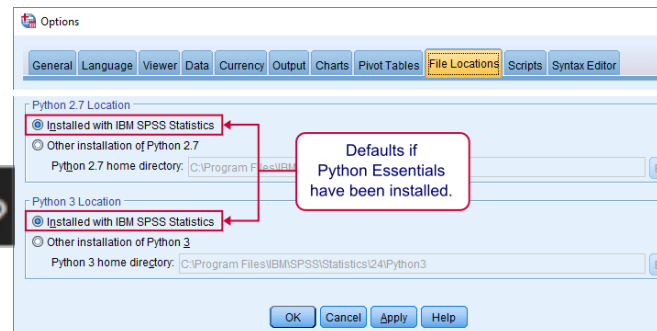 Options
General Language Viewer Data Currency Output Charts Pivot Tables File Locations Scripts Syntax Editor
Python 2.7 Location
Installed with IBM SPSS Statistics
Other installation of Python 2.7
Python 2.7 home directory: C:\Program Files\IBM
Defaults if
Python Essentials
have been installed.
Python 3 Location
Installed with IBM SPSS Statistics
Other installation of Python 3
Python 3 home directory: C:\Program Files\IBM\SPSS\Statistics\24\Python3
OK Cancel Apply Help